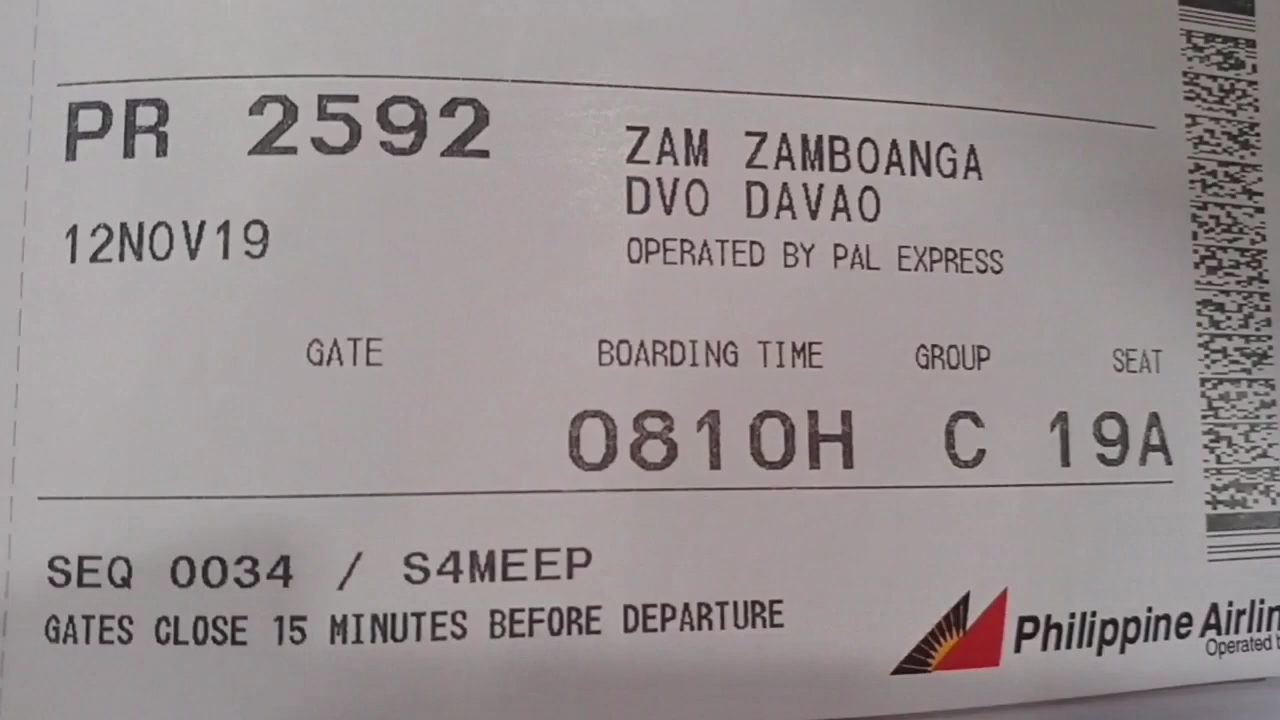 PR 2592
ZAM ZAMBOANGA
DVO DAVAO
12NOV19
OPERATED BY PAL EXPRESS
GATE BOARDING TIME GROUP SEAT
0810H C 19A
SEQ 0034 / S4MEEP
GATES CLOSE 15 MINUTES BEFORE DEPARTURE
Philippine Airlin
Operated